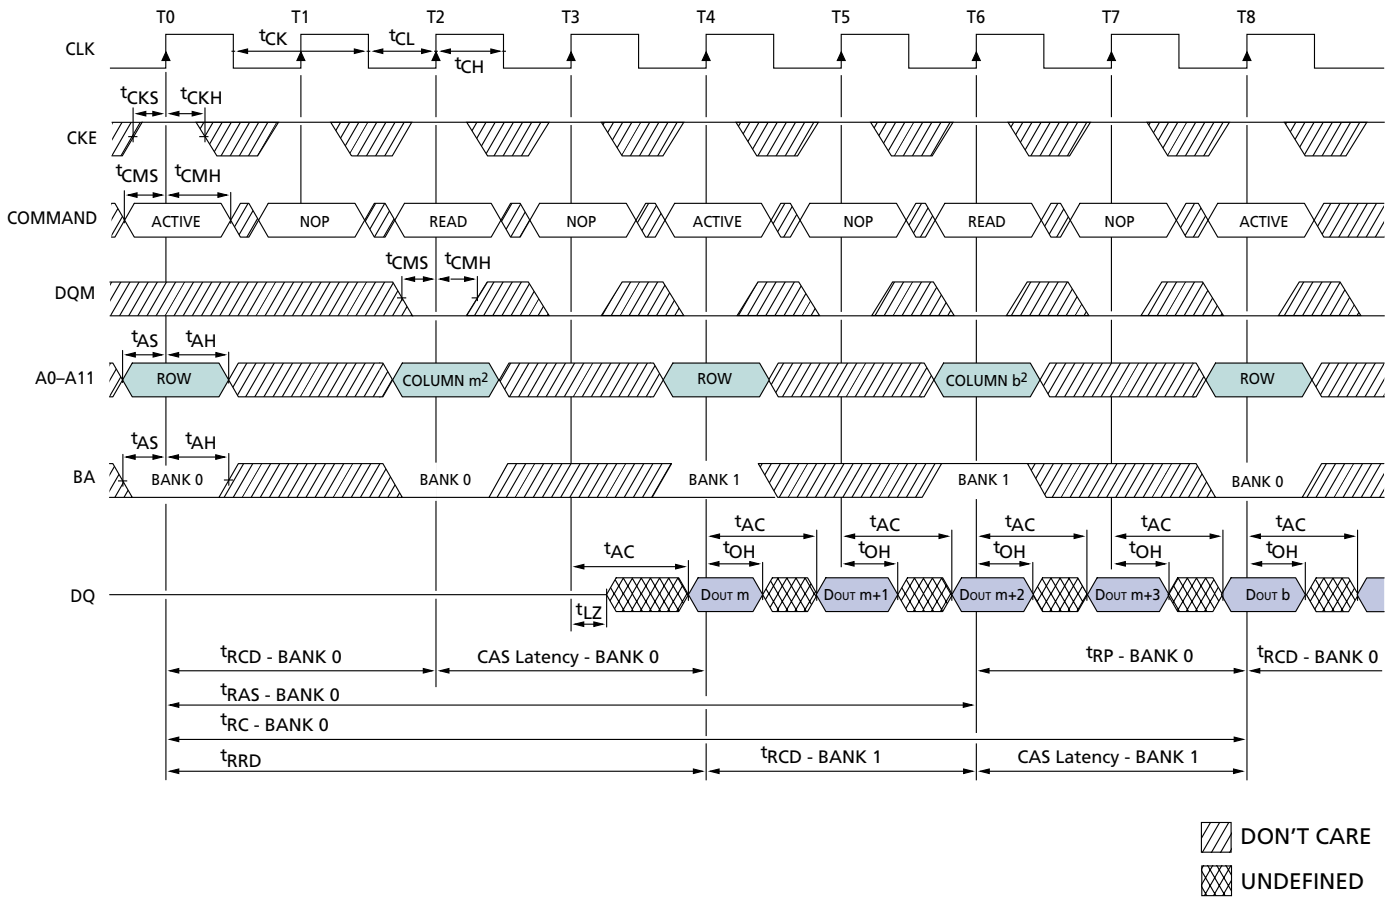 T0 T1 T2 T3 T4 T5 T6 T7 T8
CLK tCK tCL tCH
tCKS tCKH
CKE
tCMS tCMH
COMMAND ACTIVE NOP READ NOP ACTIVE NOP READ NOP ACTIVE
tCMS tCMH
DQM
tAS tAH
A0–A11 ROW COLUMN m2 ROW COLUMN b2 ROW
tAS tAH
BA BANK 0 BANK 0 BANK 1 BANK 1 BANK 0
tAC tAC tAC tAC tAC
tAC tOH tOH tOH tOH tOH
DQ DOUT m DOUT m+1 DOUT m+2 DOUT m+3 DOUT b
tLZ
tRCD - BANK 0 CAS Latency - BANK 0 tRP - BANK 0 tRCD - BANK 0
tRAS - BANK 0
tRC - BANK 0
tRRD tRCD - BANK 1 CAS Latency - BANK 1
DON'T CARE
UNDEFINED